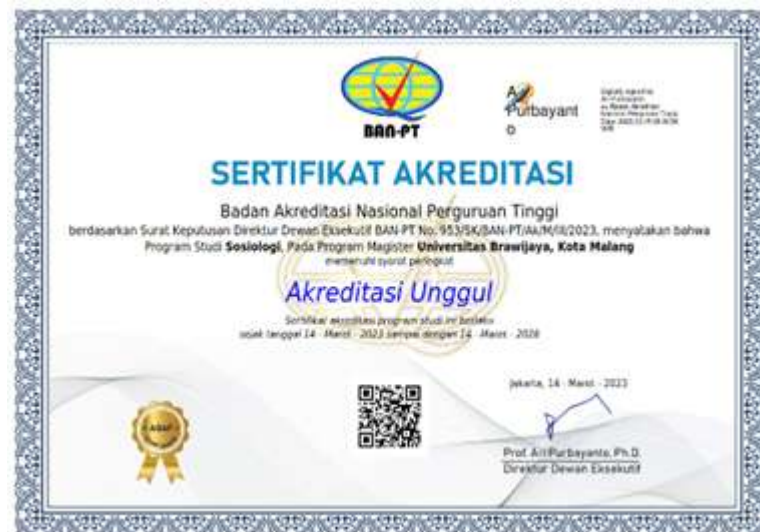 BAN-PT
Ari
Purbayant
o
SERTIFIKAT AKREDITASI
Badan Akreditasi Nasional Perguruan Tinggi
berdasarkan Surat Keputusan Direktur Dewan Eksekutif BAN-PT No. 953/SK/BAN-PT/Ak/M/III/2023, menyatakan bahwa
Program Studi Sosiologi, Pada Program Magister Universitas Brawijaya, Kota Malang
memenuhi syarat peringkat
Akreditasi Unggul
Sertifikat akreditasi program studi ini berlaku
sejak tanggal 14 - Maret - 2023 sampai dengan 14 - Maret - 2028
Jakarta, 14 - Maret - 2023
Prof. Ari Purbayanto, Ph.D.
Direktur Dewan Eksekutif